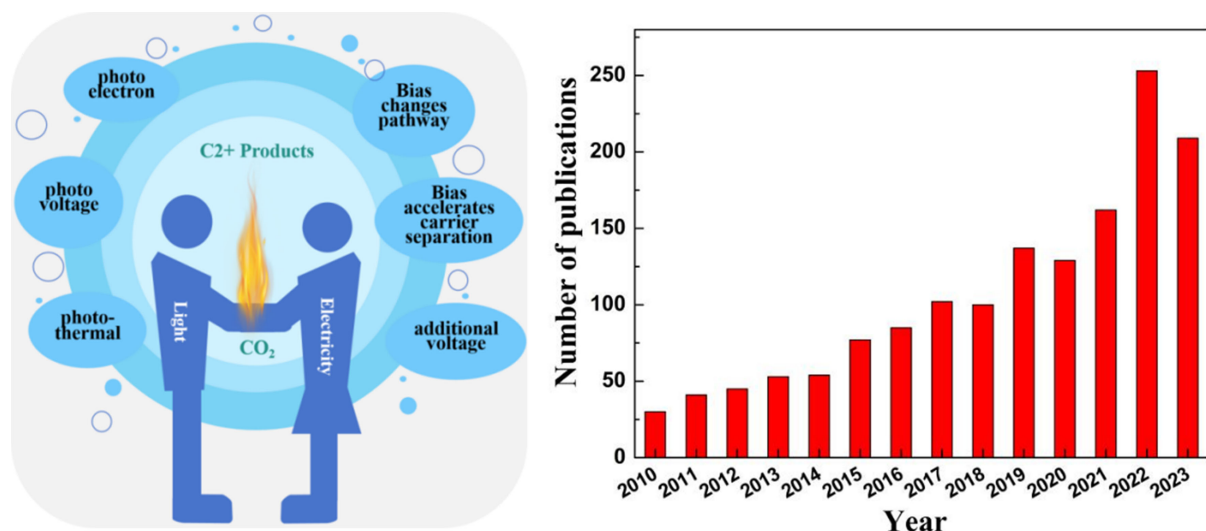 photo
electron
photo
voltage
photo-
thermal
Bias
changes
pathway
Bias
accelerates
carrier
separation
additional
voltage
C2+ Products
Light
Electricity
CO₂
Number of publications
250
200
150
100
50
0
2010 2011 2012 2013 2014 2015 2016 2017 2018 2019 2020 2021 2022 2023
Year